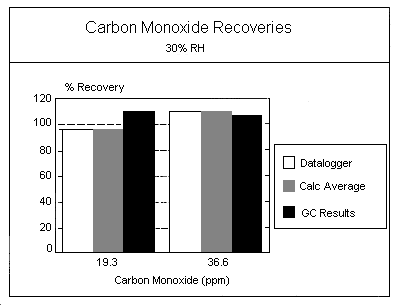 Carbon Monoxide Recoveries
30% RH
% Recovery
120
100
80
60
40
20
0
19.3 36.6
Carbon Monoxide (ppm)
Datalogger
Calc Average
GC Results